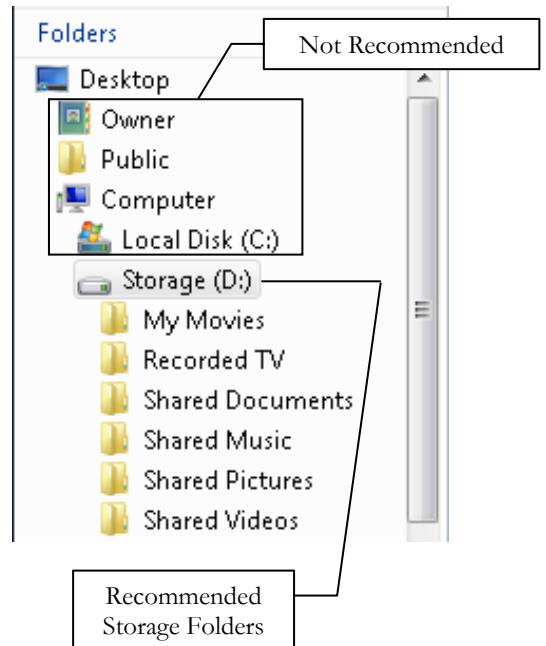 Folders
Not Recommended
Desktop
Owner
Public
Computer
Local Disk (C:)
Storage (D:)
My Movies
Recorded TV
Shared Documents
Shared Music
Shared Pictures
Shared Videos
Recommended
Storage Folders